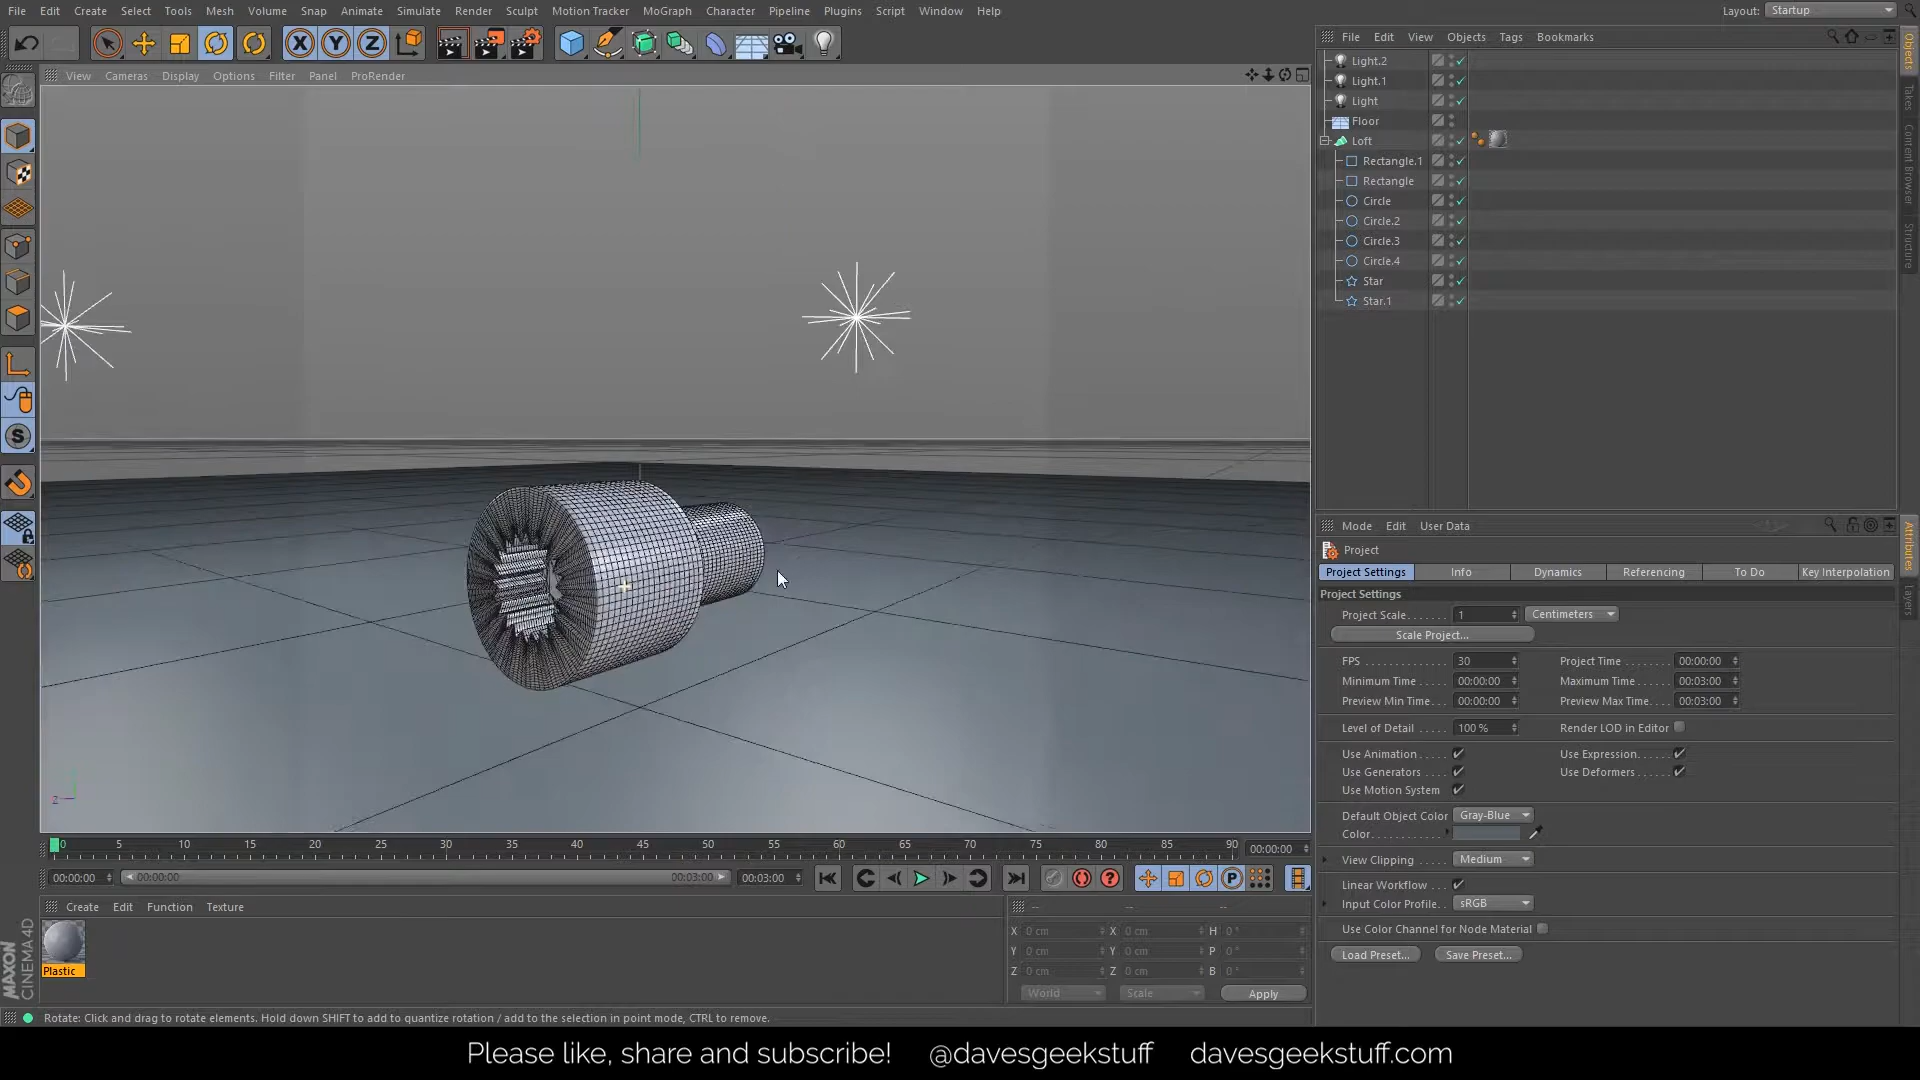 File Edit Create Select Tools Mesh Volume Snap Animate Simulate Render Sculpt Motion Tracker MoGraph Character Pipeline Plugins Script Window Help
Layout: Startup
X Y Z
View Cameras Display Options Filter Panel ProRender
File Edit View Objects Tags Bookmarks
Light.2
Light.1
Light
Floor
Loft
Rectangle.1
Rectangle
Circle
Circle.2
Circle.3
Circle.4
Star
Star.1
Objects
Takes
Content Browser
Structure
S
Z
Mode Edit User Data
Project
Project Settings Info Dynamics Referencing To Do Key Interpolation
Project Settings
Project Scale 1 Centimeters
Scale Project...
FPS 30 Project Time 00:00:00
Minimum Time 00:00:00 Maximum Time 00:03:00
Preview Min Time 00:00:00 Preview Max Time 00:03:00
Level of Detail 100 % Render LOD in Editor
Use Animation Use Expression
Use Generators Use Deformers
Use Motion System
Default Object Color Gray-Blue
Color
View Clipping Medium
Linear Workflow
Input Color Profile sRGB
Use Color Channel for Node Material
Load Preset... Save Preset...
Attributes
Layers
0 5 10 15 20 25 30 35 40 45 50 55 60 65 70 75 80 85 90 00:00:00
00:00:00 00:00:00 00:03:00 00:03:00
P
Create Edit Function Texture
Plastic
-- -- --
X 0 cm X 0 cm H 0 °
Y 0 cm Y 0 cm P 0 °
Z 0 cm Z 0 cm B 0 °
World Scale Apply
MAXON
CINEMA 4D
Rotate: Click and drag to rotate elements. Hold down SHIFT to add to quantize rotation / add to the selection in point mode, CTRL to remove.
Please like, share and subscribe! @davesgeekstuff davesgeekstuff.com